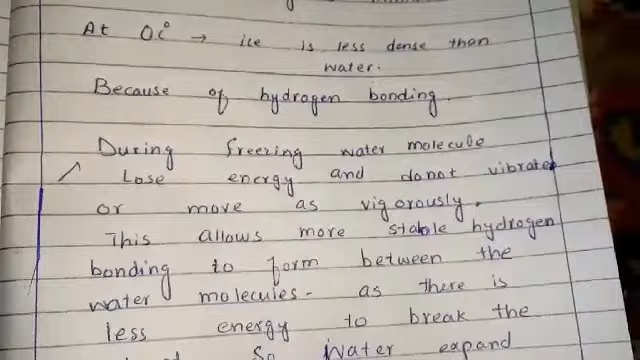 At 0c° → ice is less dense than
water.
Because of hydrogen bonding.
During freezing water molecule
Lose energy and donot vibrate
or move as vigorously.
This allows more stable hydrogen
bonding to form between the
water molecules - as there is
less energy to break the
So water expand